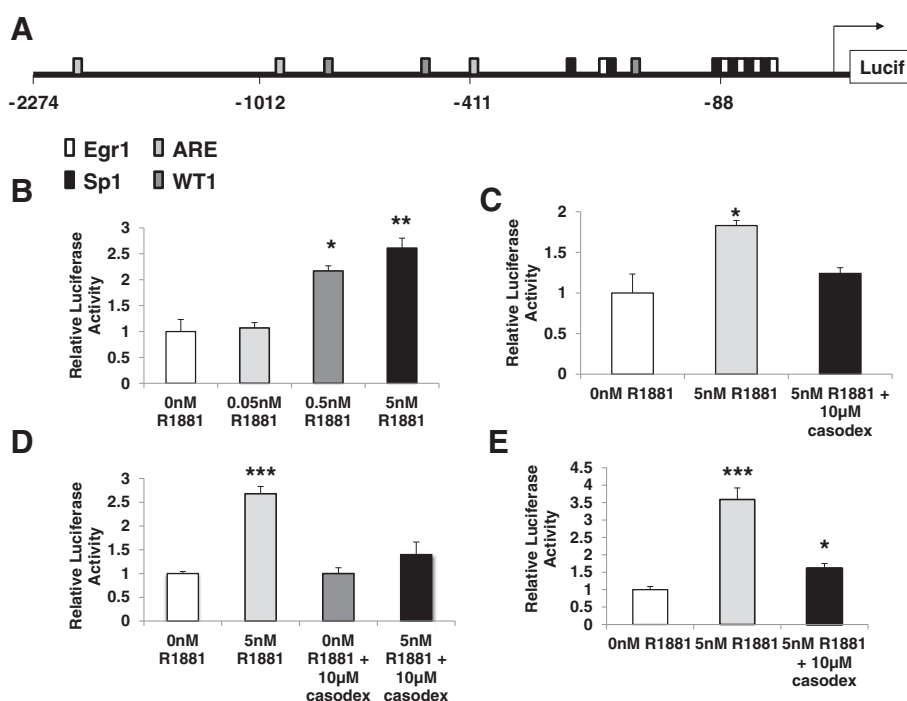 A
Lucif
-2274
-1012
-411
-88
Egr1
ARE
Sp1
WT1
B
Relative Luciferase
Activity
3
2.5
2
1.5
1
0.5
0
*
**
0nM
R1881
0.05nM
R1881
0.5nM
R1881
5nM
R1881
C
Relative Luciferase
Activity
2
1.5
1
0.5
0
*
0nM R1881
5nM R1881
5nM R1881 +
10µM
casodex
D
Relative Luciferase
Activity
3
2.5
2
1.5
1
0.5
0
***
0nM
R1881
5nM
R1881
0nM
R1881 +
10µM
casodex
5nM
R1881 +
10µM
casodex
E
Relative Luciferase
Activity
4.5
4
3.5
3
2.5
2
1.5
1
0.5
0
***
*
0nM R1881
5nM R1881
5nM R1881
+ 10µM
casodex